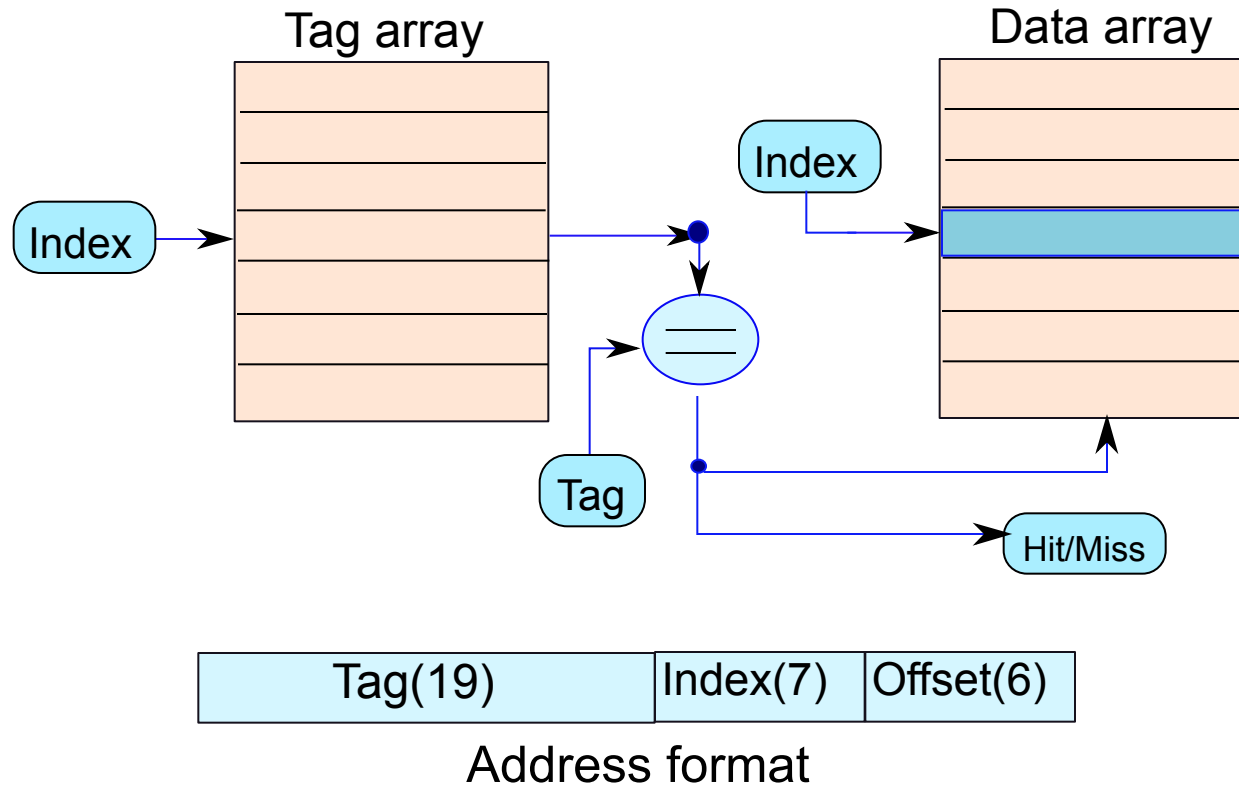 Tag array
Data array
Index
Index
Tag
Hit/Miss
Tag(19)
Index(7)
Offset(6)
Address format